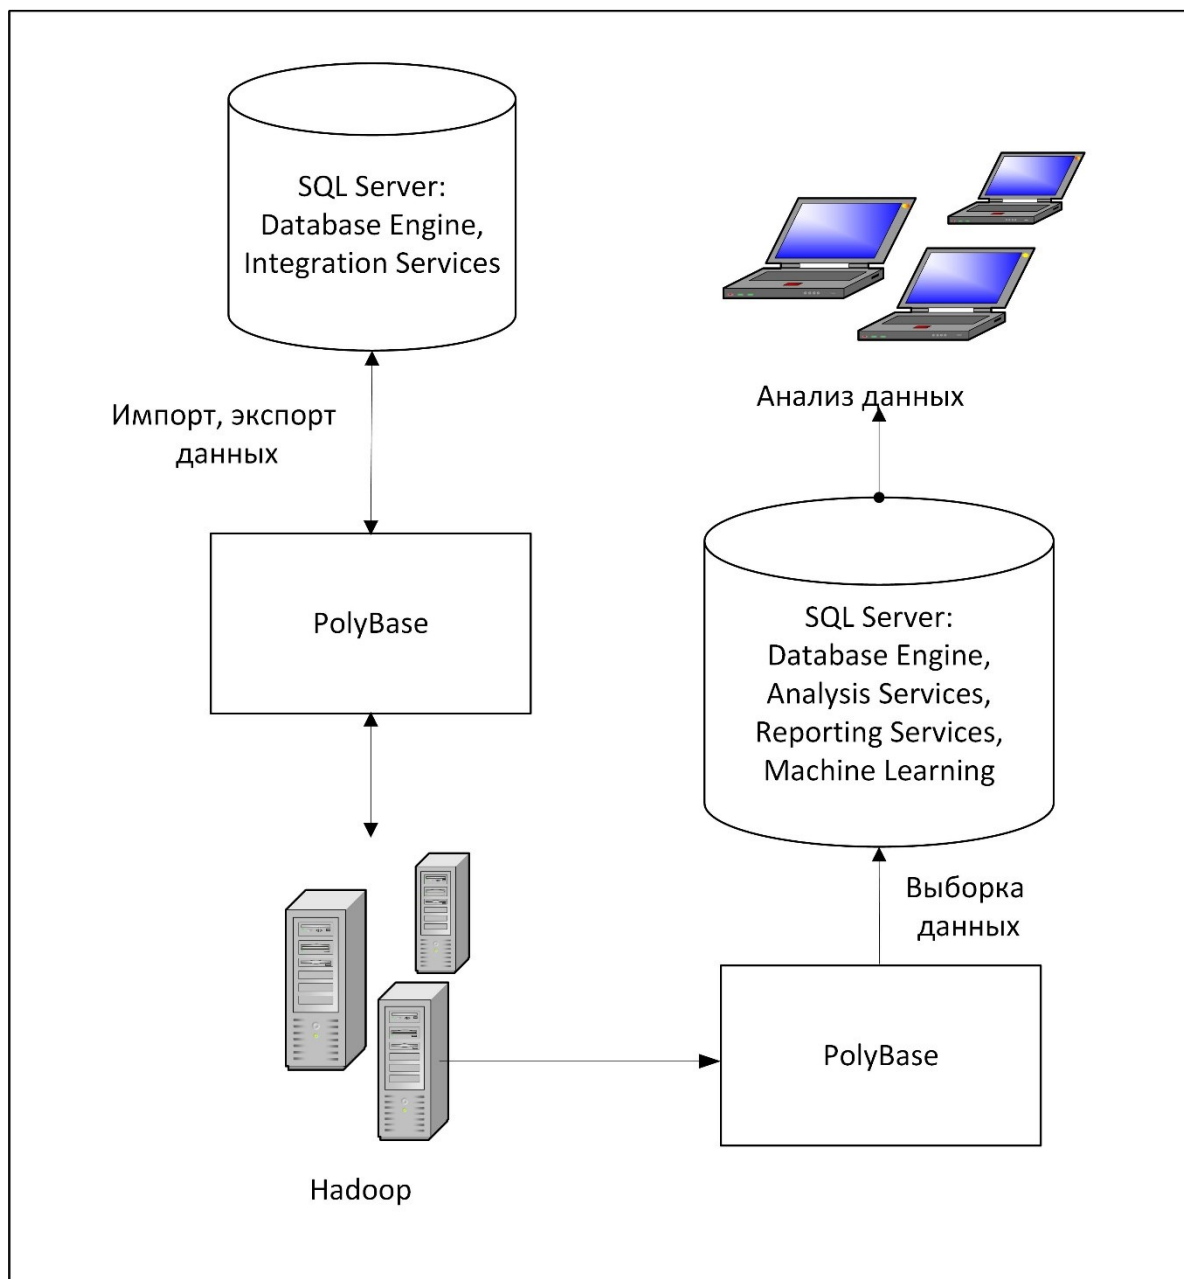 SQL Server:
Database Engine,
Integration Services
Импорт, экспорт
данных
PolyBase
Hadoop
Анализ данных
SQL Server:
Database Engine,
Analysis Services,
Reporting Services,
Machine Learning
Выборка
данных
PolyBase